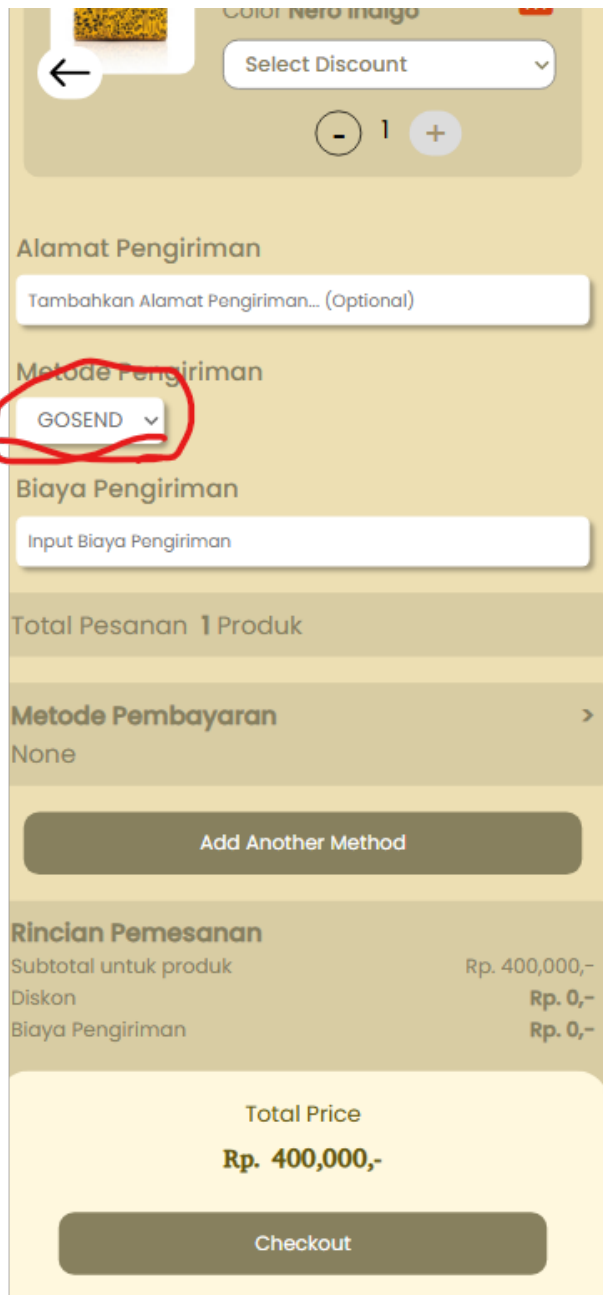 Color Nero Indigo
Select Discount
- 1 +
Alamat Pengiriman
Tambahkan Alamat Pengiriman... (Optional)
Metode Pengiriman
GOSEND
Biaya Pengiriman
Input Biaya Pengiriman
Total Pesanan 1 Produk
Metode Pembayaran >
None
Add Another Method
Rincian Pemesanan
Subtotal untuk produk Rp. 400,000,-
Diskon Rp. 0,-
Biaya Pengiriman Rp. 0,-
Total Price
Rp. 400,000,-
Checkout